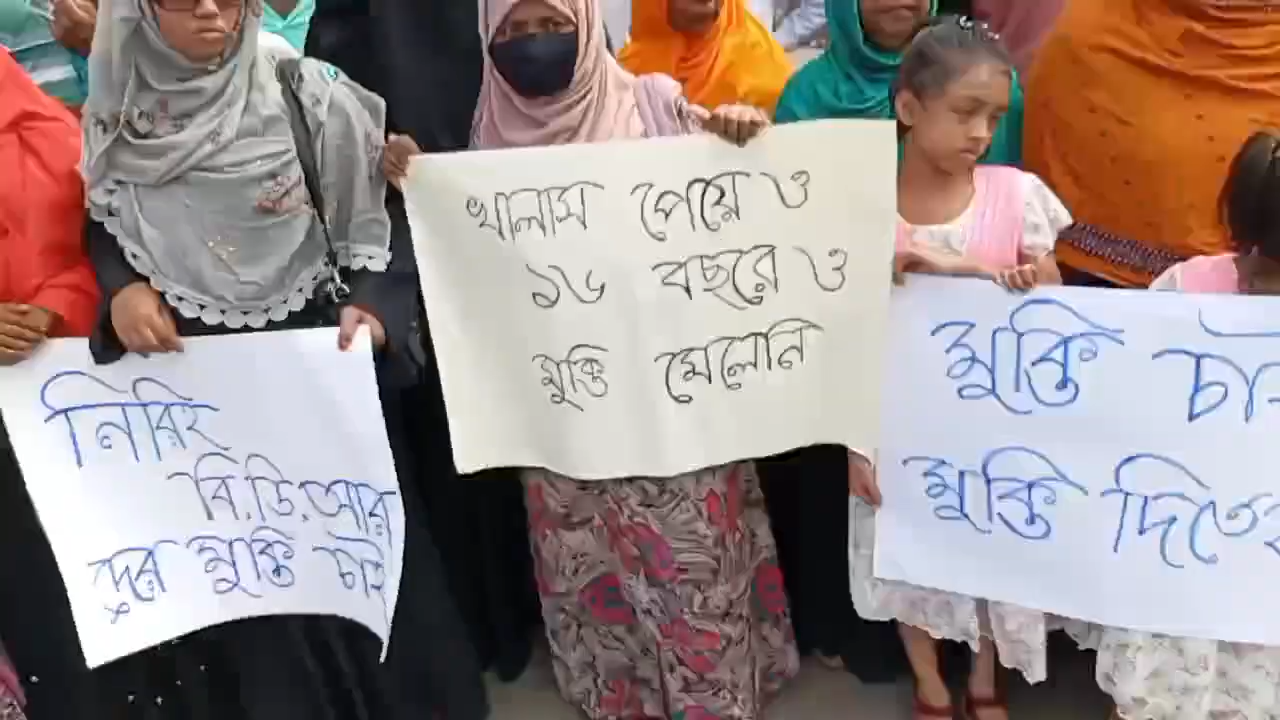 নিরিহ
বি.ডি.আর
দের মুক্তি চাই
খালাস পেয়ে ও
১৬ বছরে ও
মুক্তি মেলেনি
মুক্তি চাই
মুক্তি দিতে